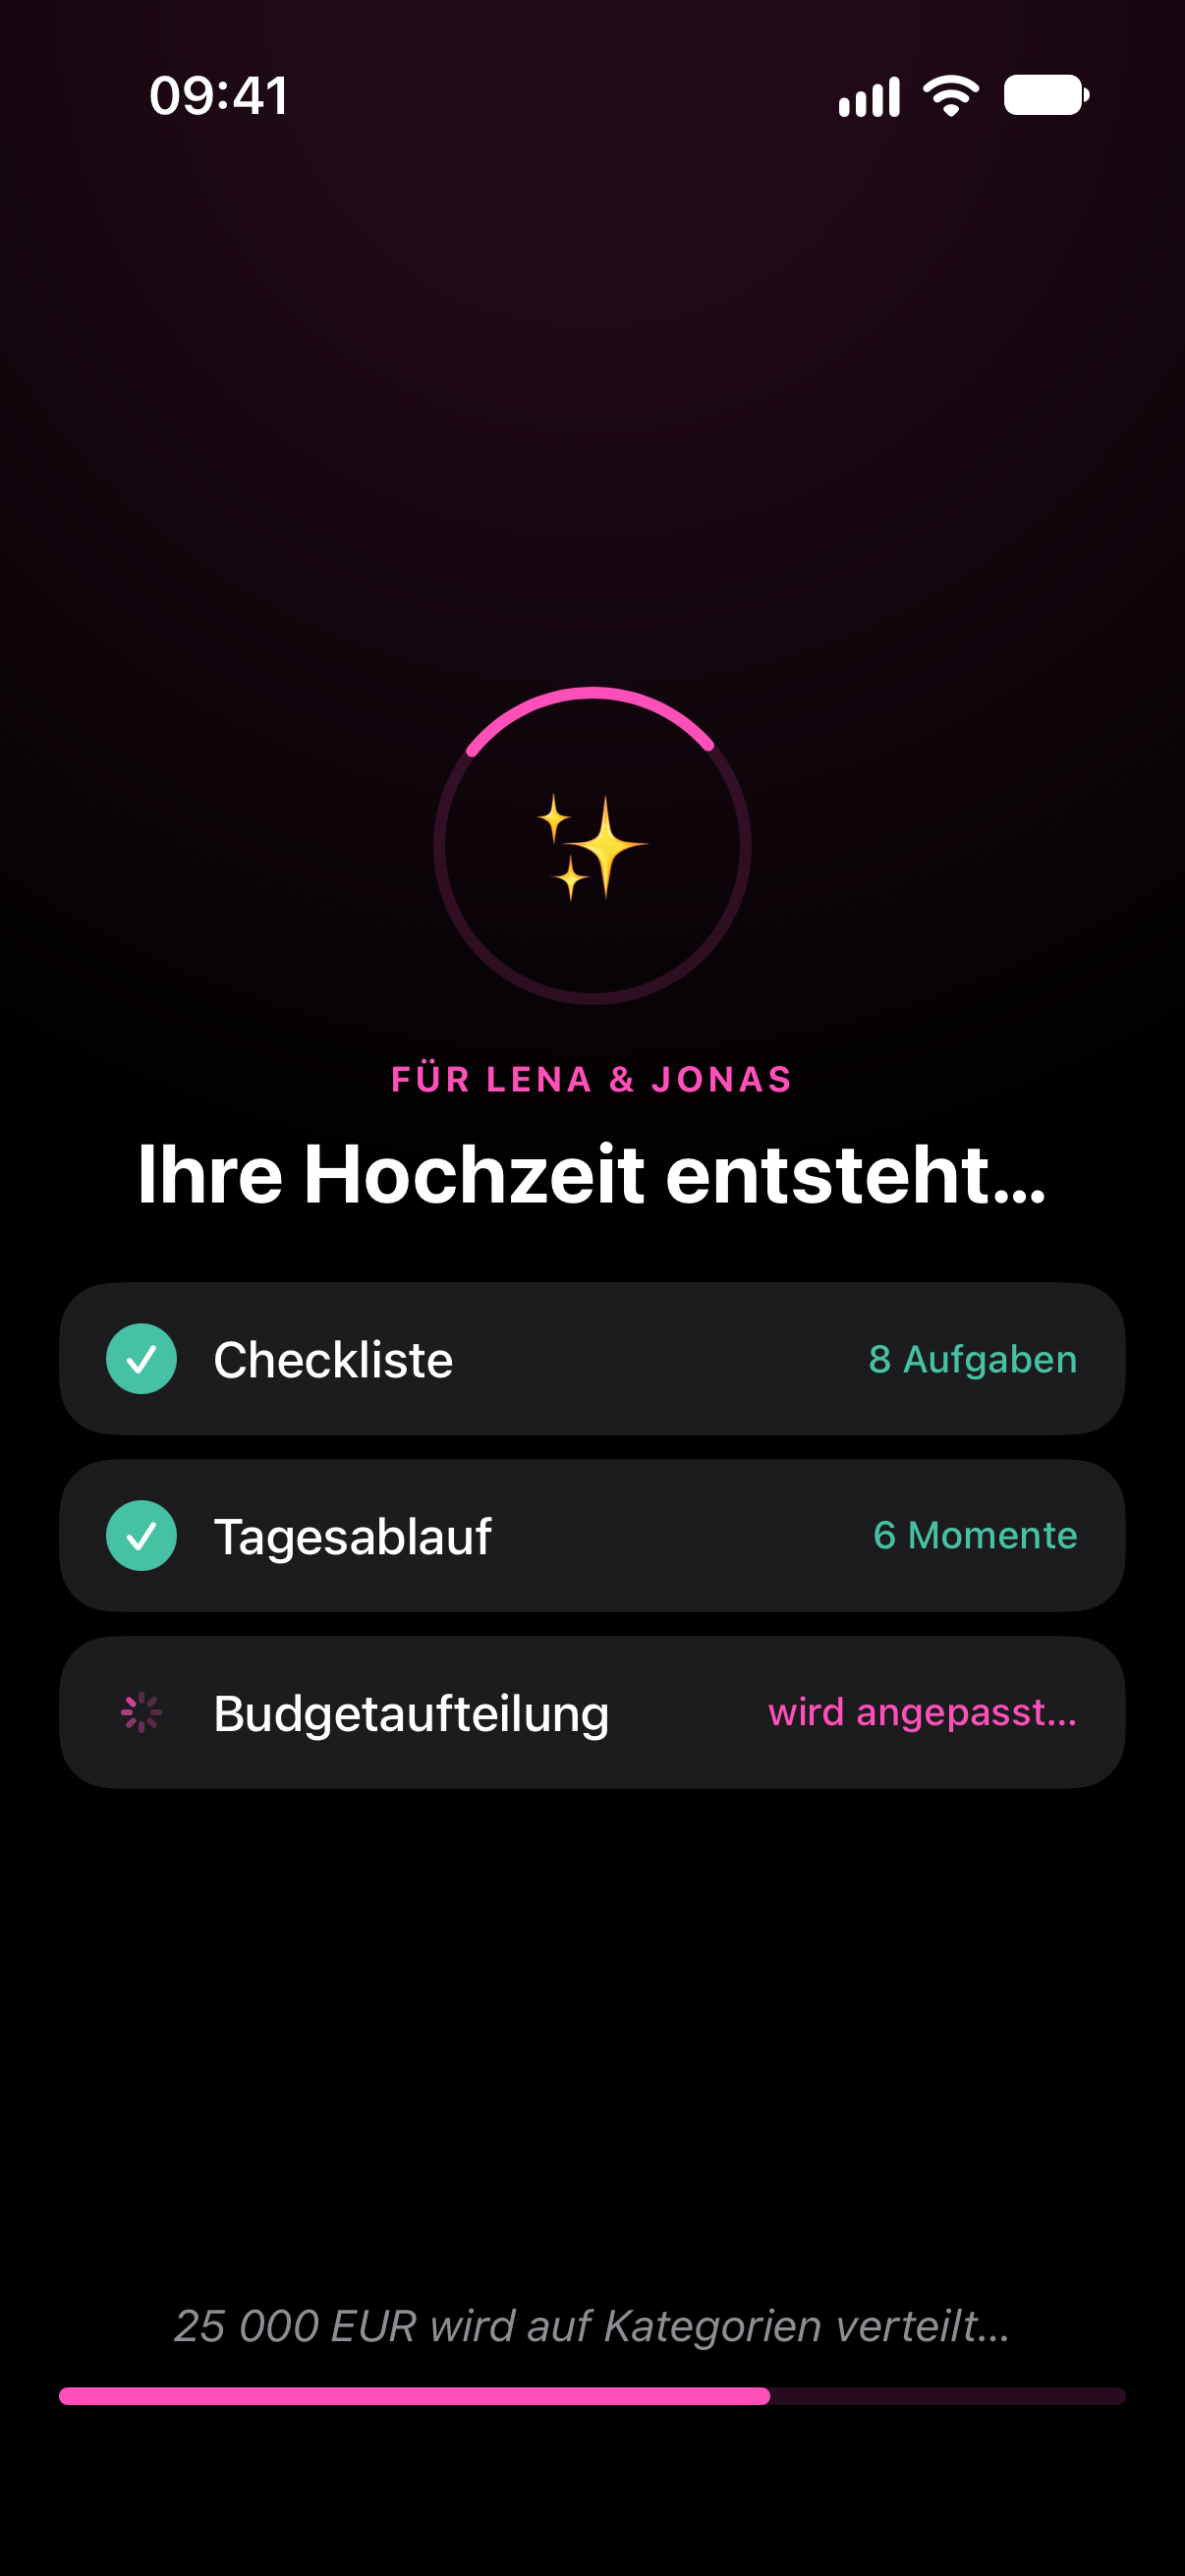 09:41
FÜR LENA & JONAS
Ihre Hochzeit entsteht…
Checkliste 8 Aufgaben
Tagesablauf 6 Momente
Budgetaufteilung wird angepasst…
25 000 EUR wird auf Kategorien verteilt…